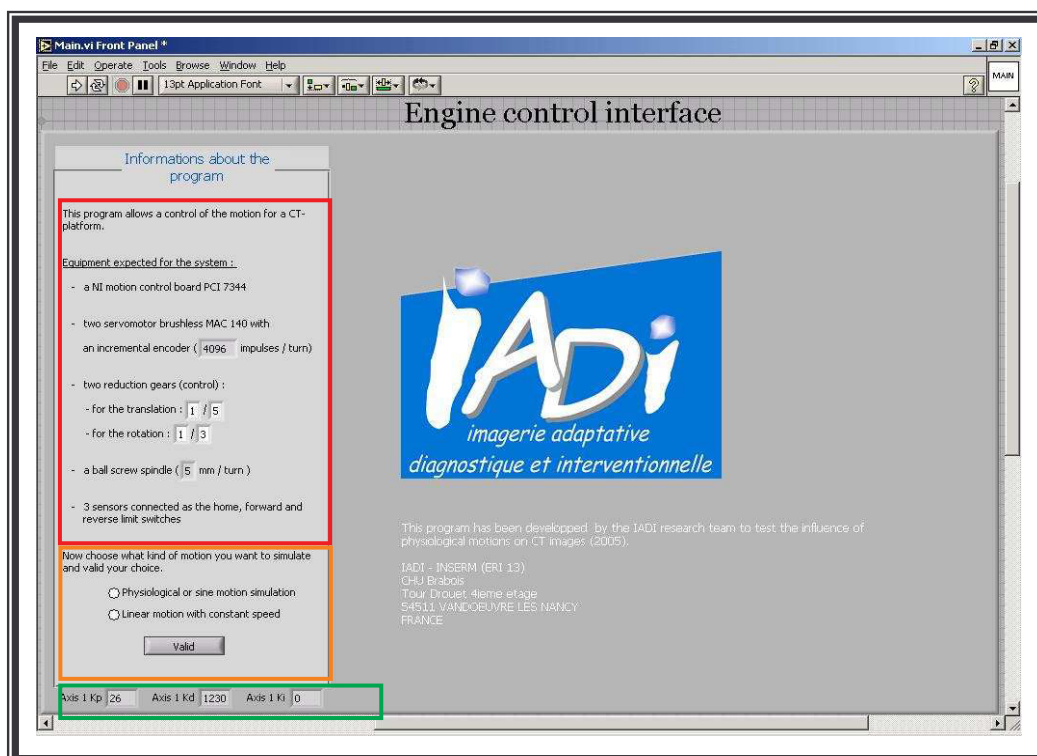 Main.vi Front Panel *
File Edit Operate Tools Browse Window Help
13pt Application Font
MAIN
Engine control interface
Informations about the
program
This program allows a control of the motion for a CT-
platform.
Equipment expected for the system :
- a NI motion control board PCI 7344
- two servomotor brushless MAC 140 with
an incremental encoder ( 4096 impulses / turn)
- two reduction gears (control) :
- for the translation : 1 / 5
- for the rotation : 1 / 3
- a ball screw spindle ( 5 mm / turn )
- 3 sensors connected as the home, forward and
reverse limit switches
Now choose what kind of motion you want to simulate
and valid your choice.
Physiological or sine motion simulation
Linear motion with constant speed
Valid
Axis 1 Kp 26 Axis 1 Kd 1230 Axis 1 Ki 0
iADi
imagerie adaptative
diagnostique et interventionnelle
This program has been developped by the IADI research team to test the influence of
physiological motions on CT images (2005).
IADI - INSERM (ERI 13)
CHU Brabois
Tour Drouet 4ieme etage
54511 VANDOEUVRE LES NANCY
FRANCE